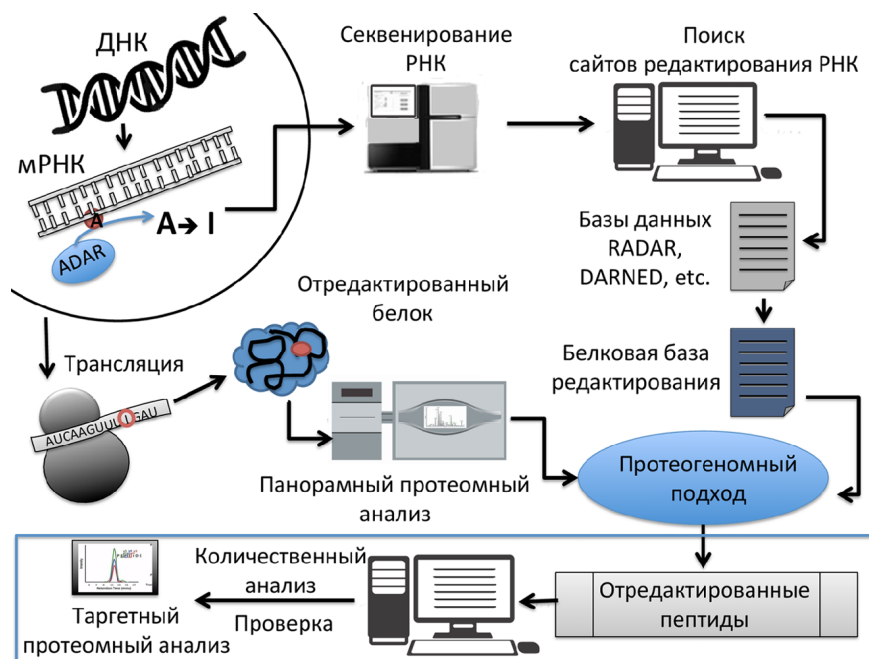 ДНК
мРНК
A
ADAR
A→I
Секвенирование
РНК
Поиск
сайтов редактирования РНК
Базы данных
RADAR,
DARNED, etc.
Белковая база
редактирования
Трансляция
AUCAAGUUUIGAU
Отредактированный
белок
Панорамный протеомный
анализ
Протеогеномный
подход
Отредактированные
пептиды
Количественный
анализ
Проверка
Таргетный
протеомный анализ